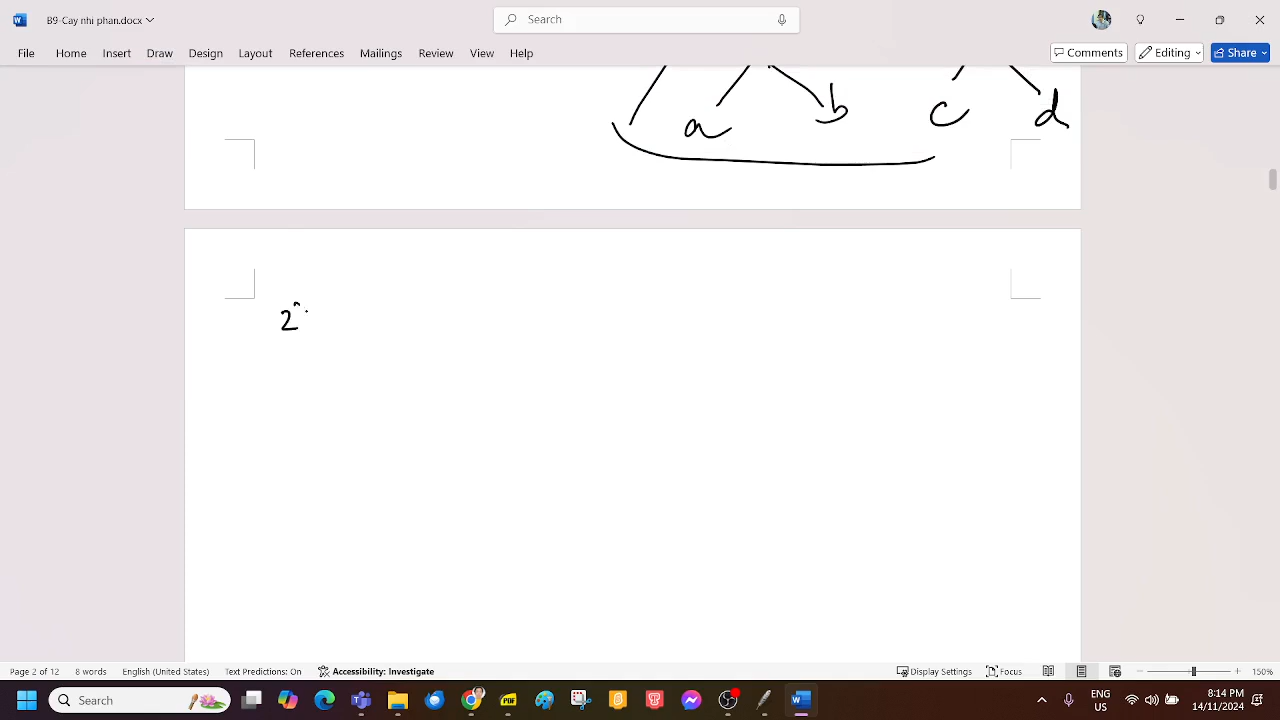 B9-Cay nhi phan.docx
Search
File Home Insert Draw Design Layout References Mailings Review View Help
Comments Editing Share
a b c d
2
Page 2 of 12 8 words English (United States) Text Predictions: On Accessibility: Investigate Display Settings Focus 150%
Search PDF ENG US 8:14 PM 14/11/2024